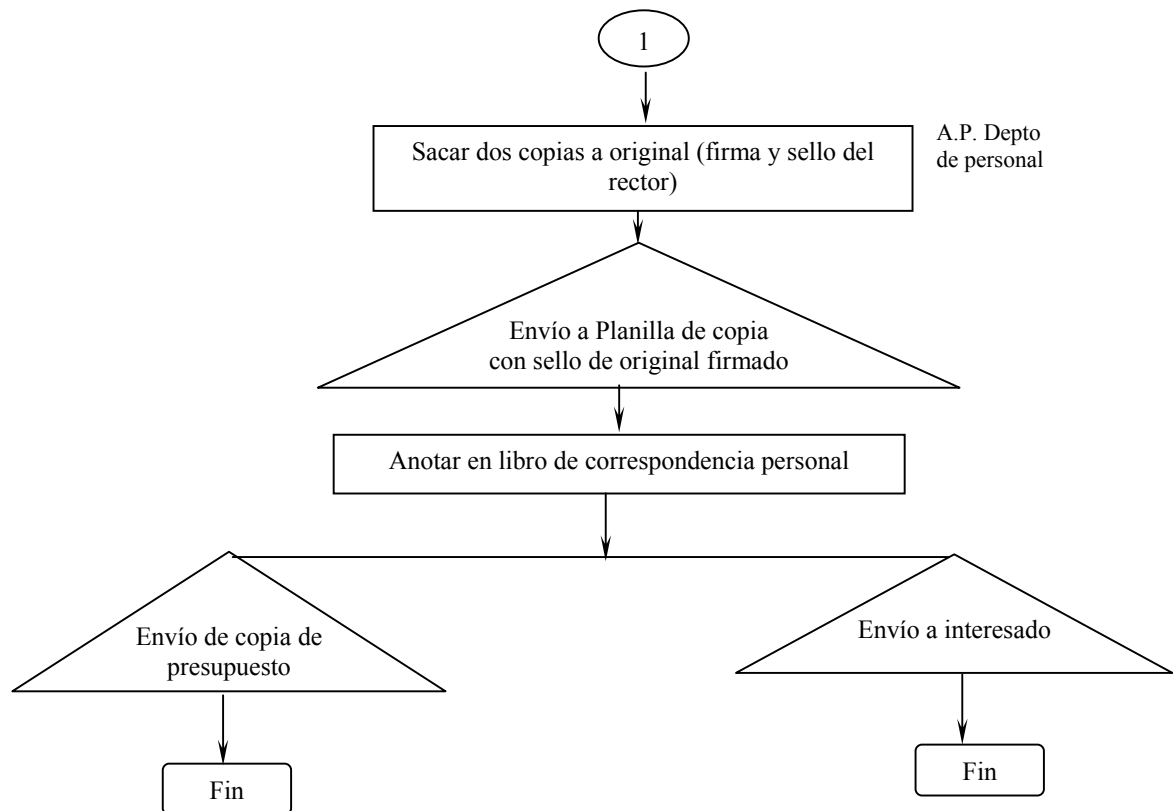 1
Sacar dos copias a original (firma y sello del
rector)
A.P. Depto
de personal
Envío a Planilla de copia
con sello de original firmado
Anotar en libro de correspondencia personal
Envío de copia de
presupuesto
Envío a interesado
Fin
Fin